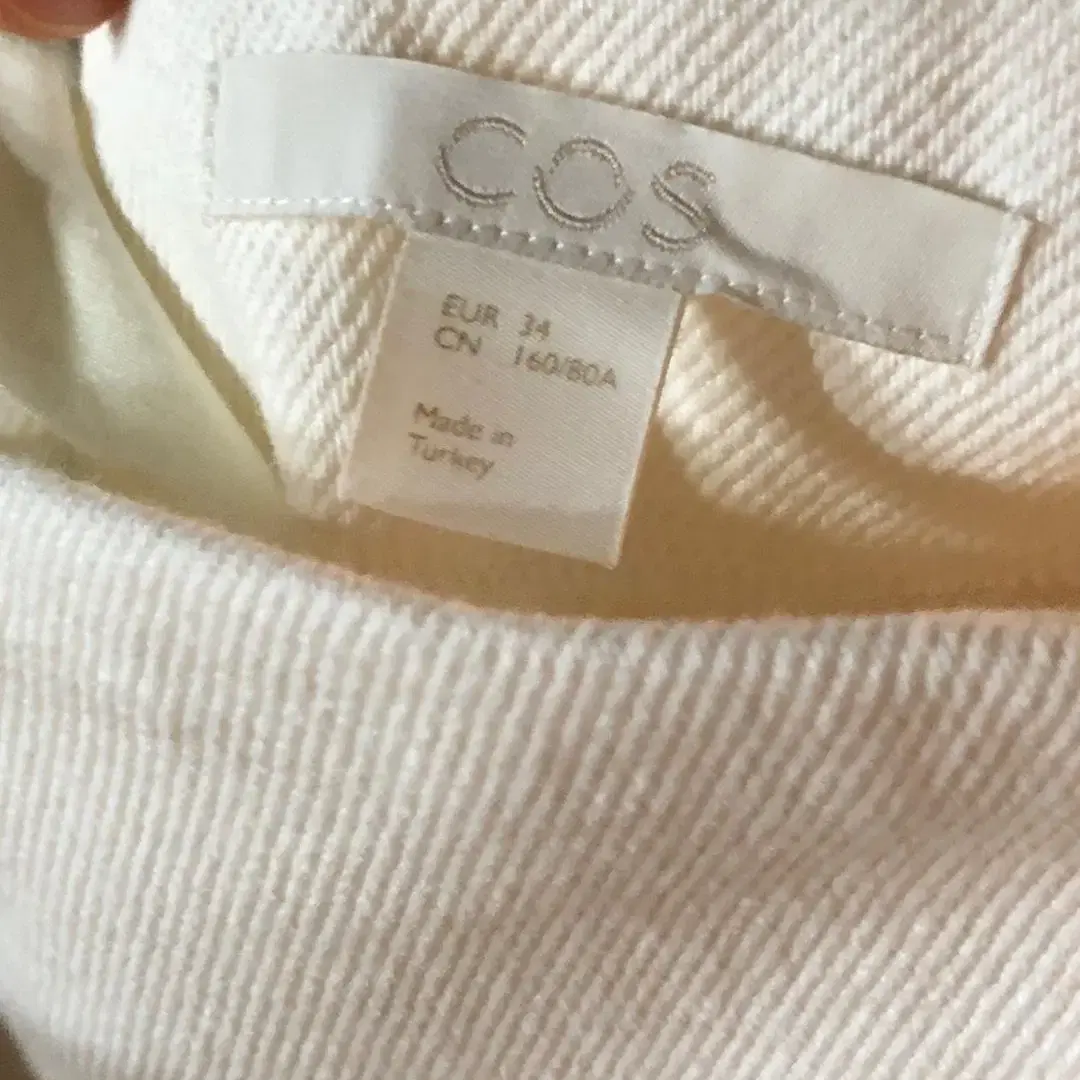 COS
EUR 34
CN 160/80A
Made in
Turkey